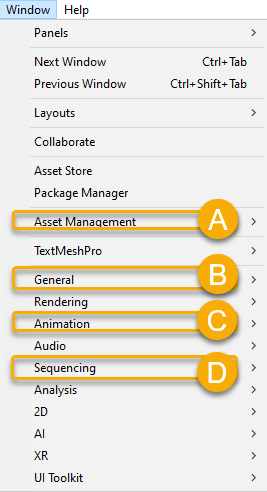 Window Help
Panels
Next Window Ctrl+Tab
Previous Window Ctrl+Shift+Tab
Layouts
Collaborate
Asset Store
Package Manager
Asset Management A
TextMeshPro
General B
Rendering
Animation C
Audio
Sequencing D
Analysis
2D
AI
XR
UI Toolkit